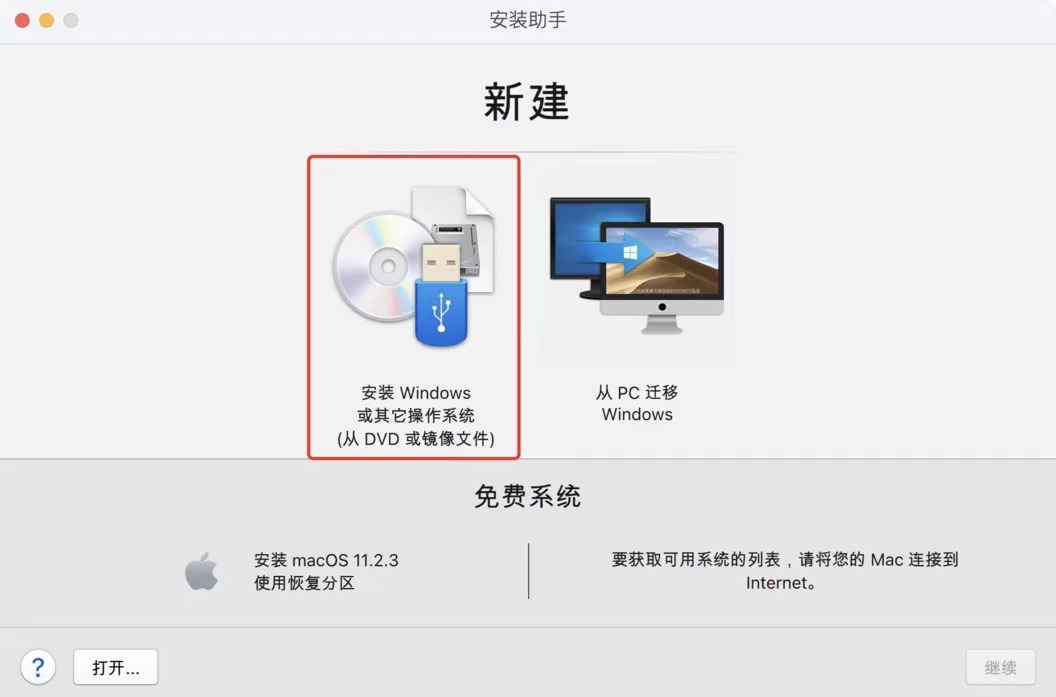 安装助手
新建
安装 Windows
或其它操作系统
(从 DVD 或镜像文件)
从 PC 迁移
Windows
免费系统
安装 macOS 11.2.3
使用恢复分区
要获取可用系统的列表，请将您的 Mac 连接到
Internet。
?
打开...
继续